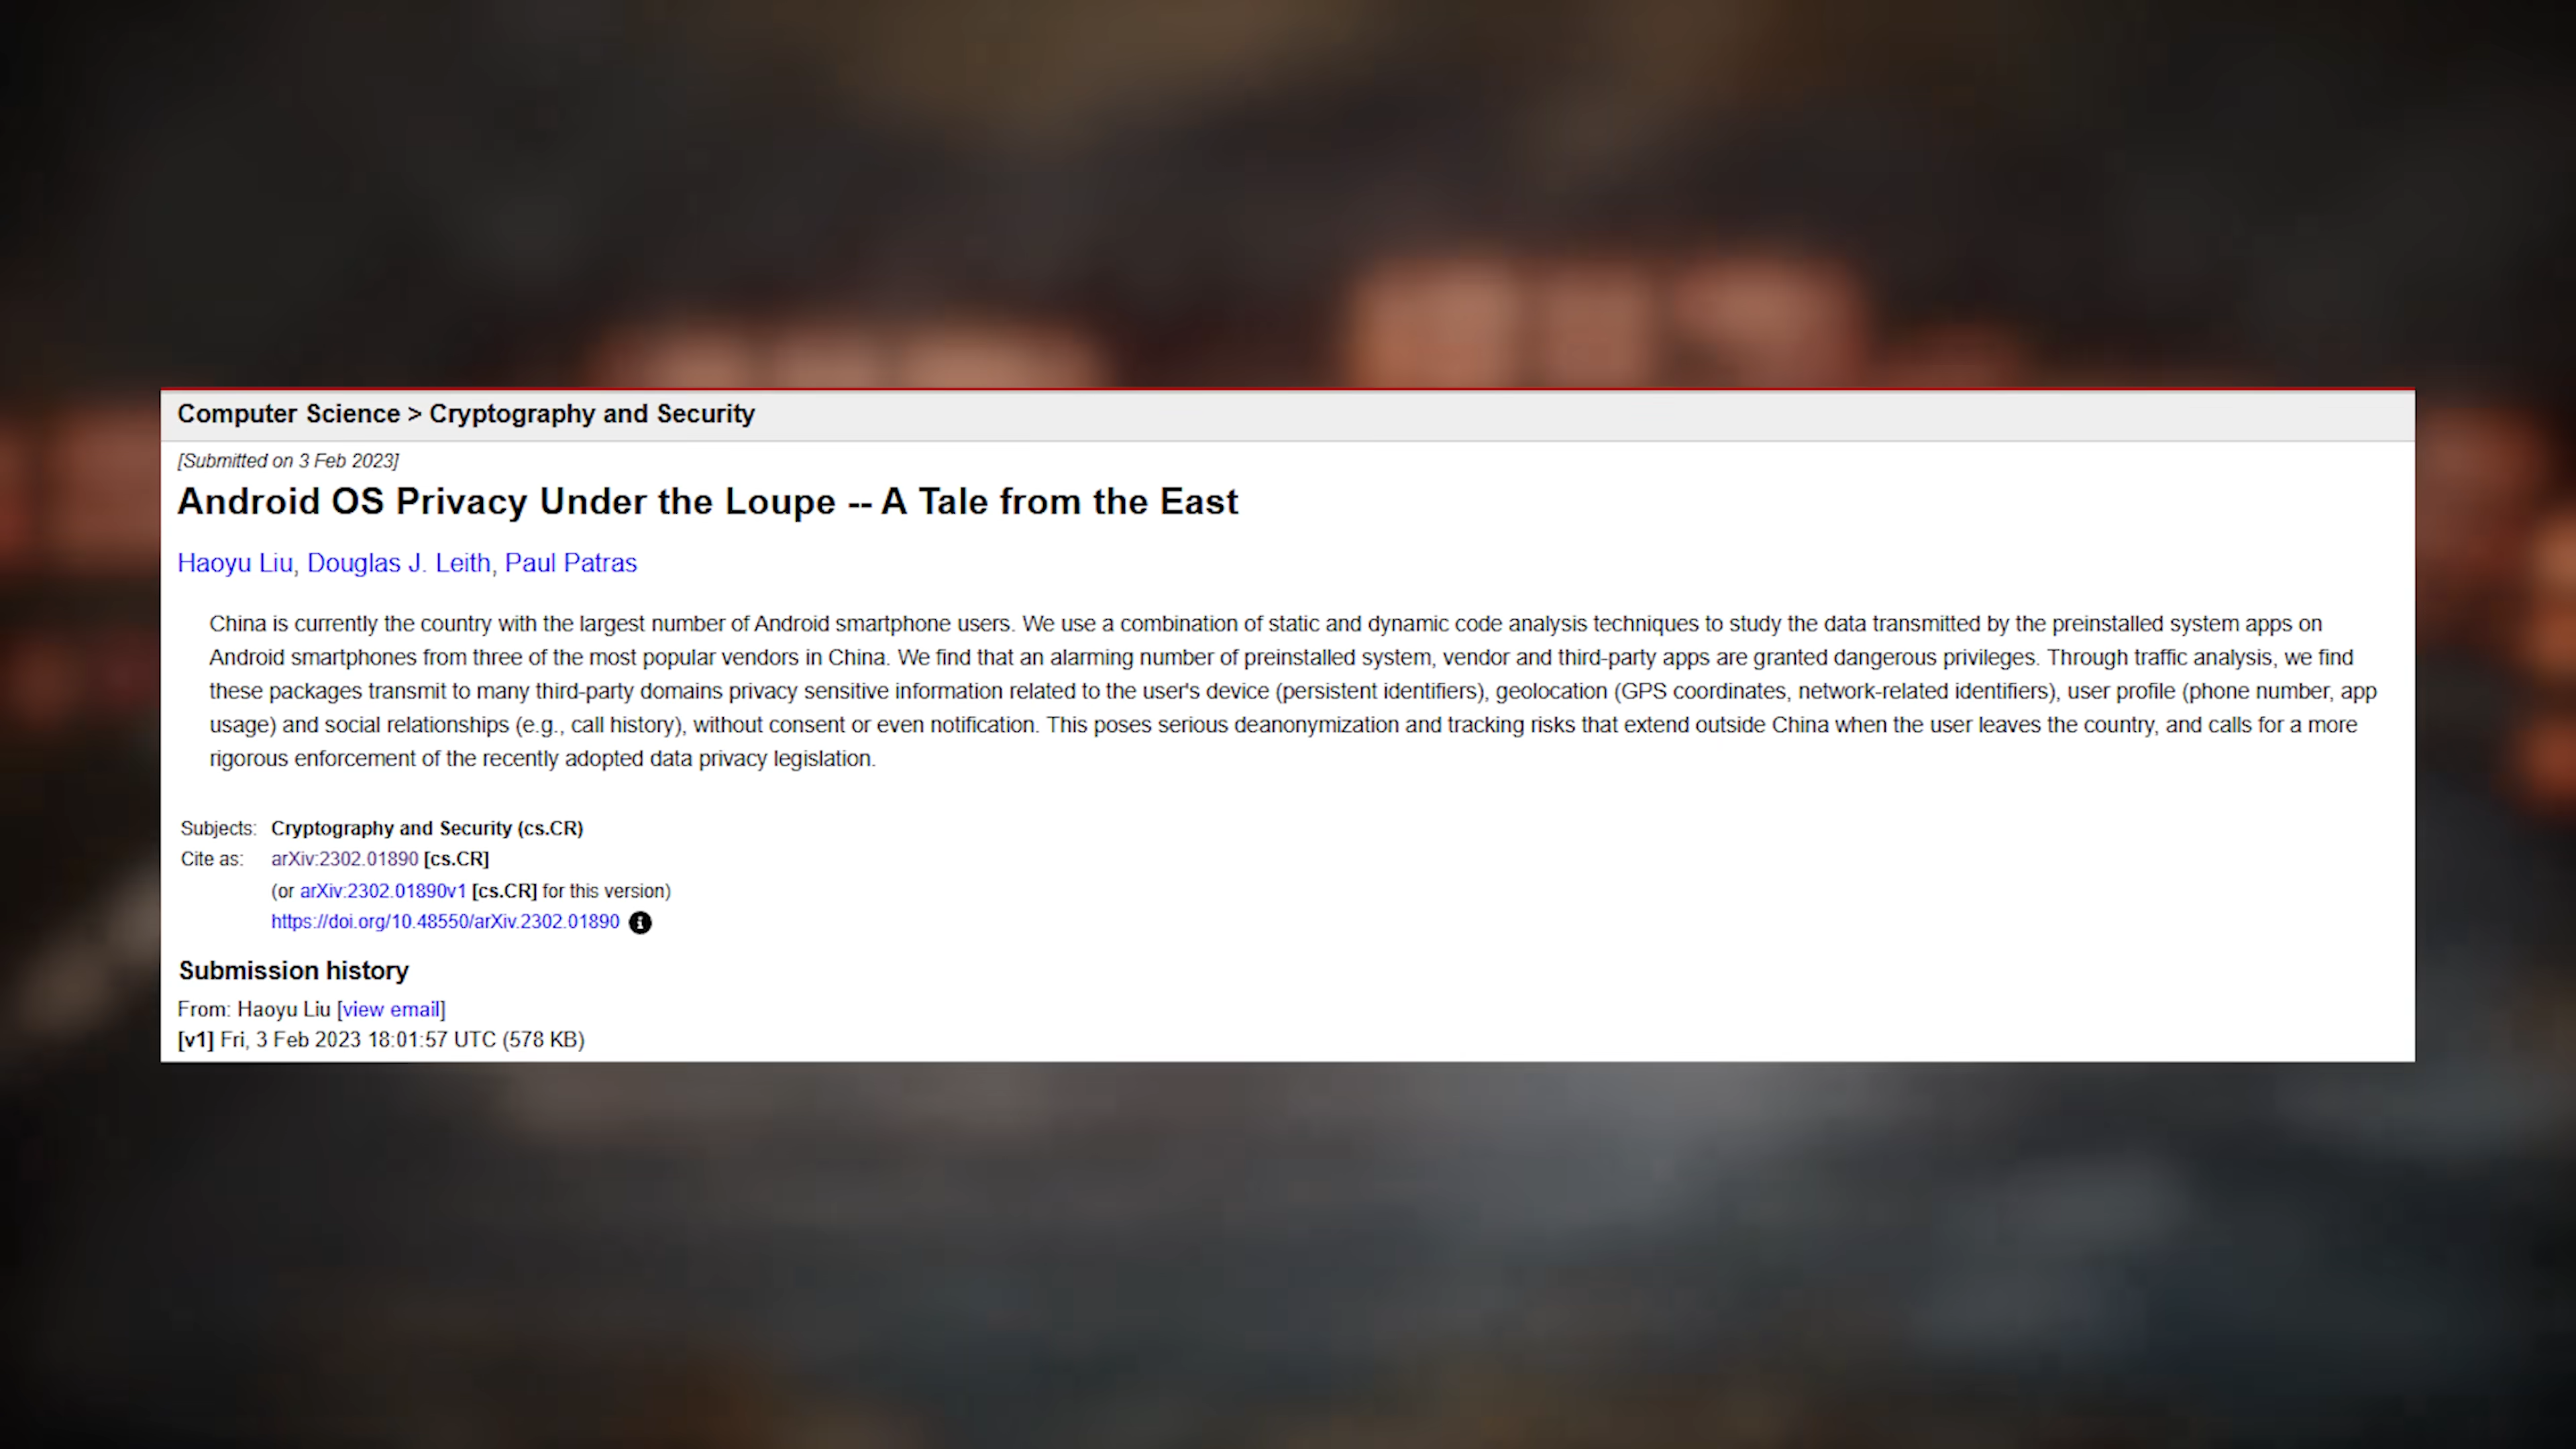 Computer Science > Cryptography and Security
[Submitted on 3 Feb 2023]
Android OS Privacy Under the Loupe -- A Tale from the East
Haoyu Liu, Douglas J. Leith, Paul Patras
China is currently the country with the largest number of Android smartphone users. We use a combination of static and dynamic code analysis techniques to study the data transmitted by the preinstalled system apps on
Android smartphones from three of the most popular vendors in China. We find that an alarming number of preinstalled system, vendor and third-party apps are granted dangerous privileges. Through traffic analysis, we find
these packages transmit to many third-party domains privacy sensitive information related to the user's device (persistent identifiers), geolocation (GPS coordinates, network-related identifiers), user profile (phone number, app
usage) and social relationships (e.g., call history), without consent or even notification. This poses serious deanonymization and tracking risks that extend outside China when the user leaves the country, and calls for a more
rigorous enforcement of the recently adopted data privacy legislation.
Subjects: Cryptography and Security (cs.CR)
Cite as: arXiv:2302.01890 [cs.CR]
(or arXiv:2302.01890v1 [cs.CR] for this version)
https://doi.org/10.48550/arXiv.2302.01890
Submission history
From: Haoyu Liu [view email]
[v1] Fri, 3 Feb 2023 18:01:57 UTC (578 KB)